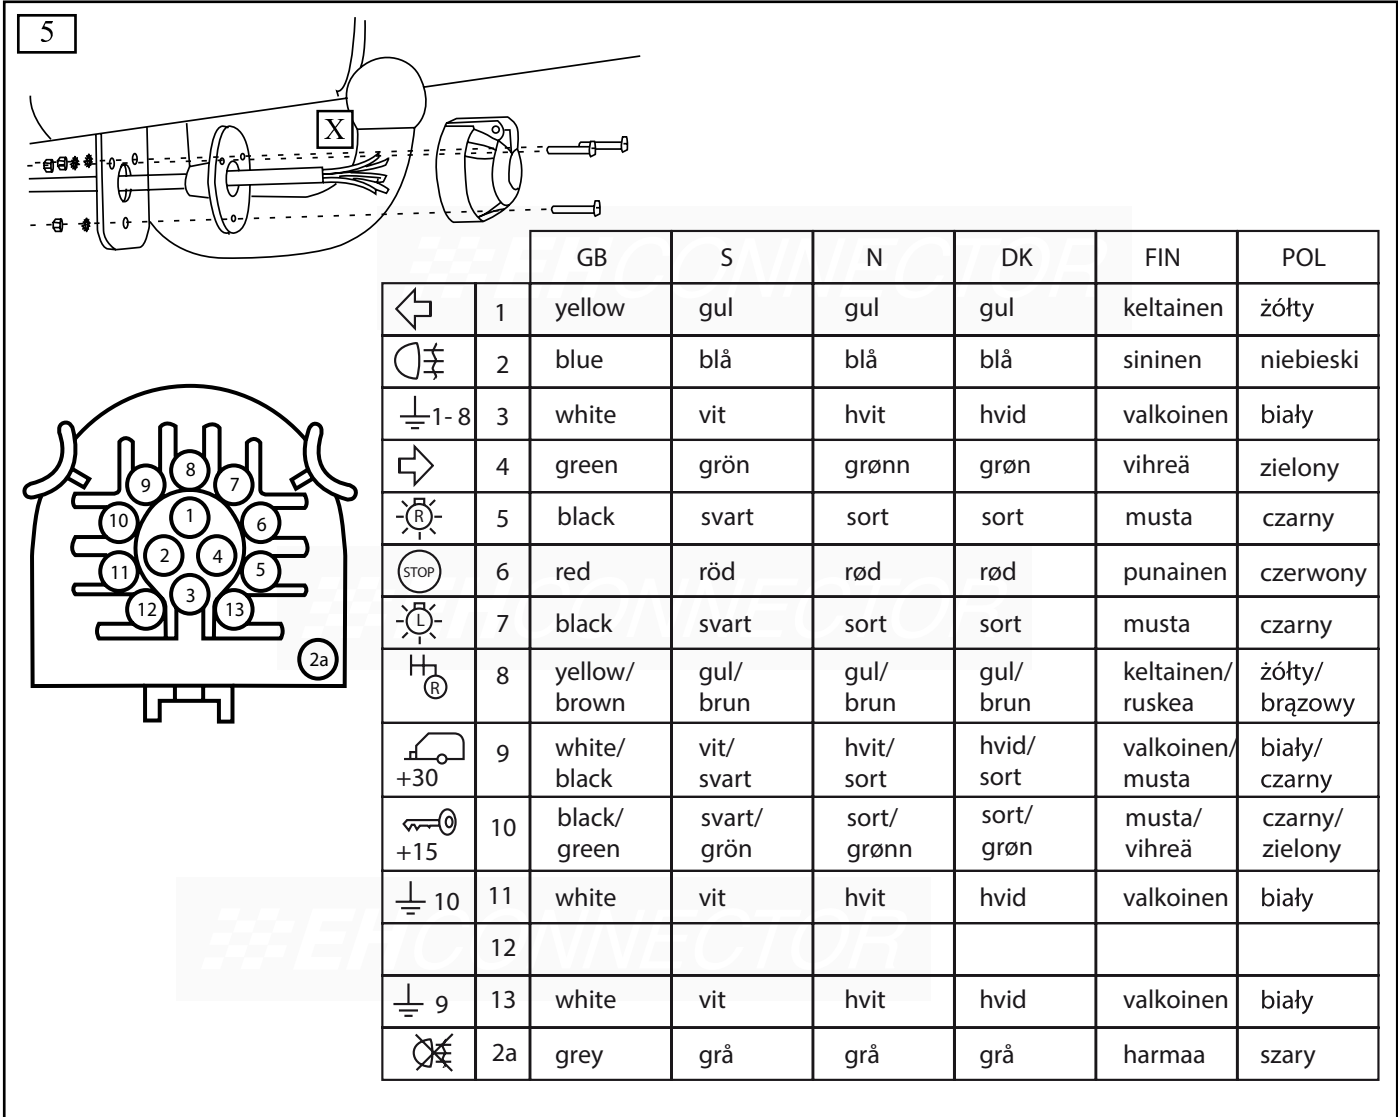 5
X
GB S N DK FIN POL
1 yellow gul gul gul keltainen żółty
2 blue blå blå blå sininen niebieski
1-8 3 white vit hvit hvid valkoinen biały
4 green grön grønn grøn vihreä zielony
R 5 black svart sort sort musta czarny
STOP 6 red röd rød rød punainen czerwony
L 7 black svart sort sort musta czarny
R 8 yellow/ gul/ gul/ gul/ keltainen/ żółty/
brown brun brun brun ruskea brązowy
9 white/ vit/ hvit/ hvid/ valkoinen/ biały/
+30 black svart sort sort musta czarny
10 black/ svart/ sort/ sort/ musta/ czarny/
+15 green grön grønn grøn vihreä zielony
10 11 white vit hvit hvid valkoinen biały
12
9 13 white vit hvit hvid valkoinen biały
2a grey grå grå grå harmaa szary
8
9 7
10 1 6
2 4
11 5
3
12 13
2a
EHCONNECTOR
EHCONNECTOR
EHCONNECTOR